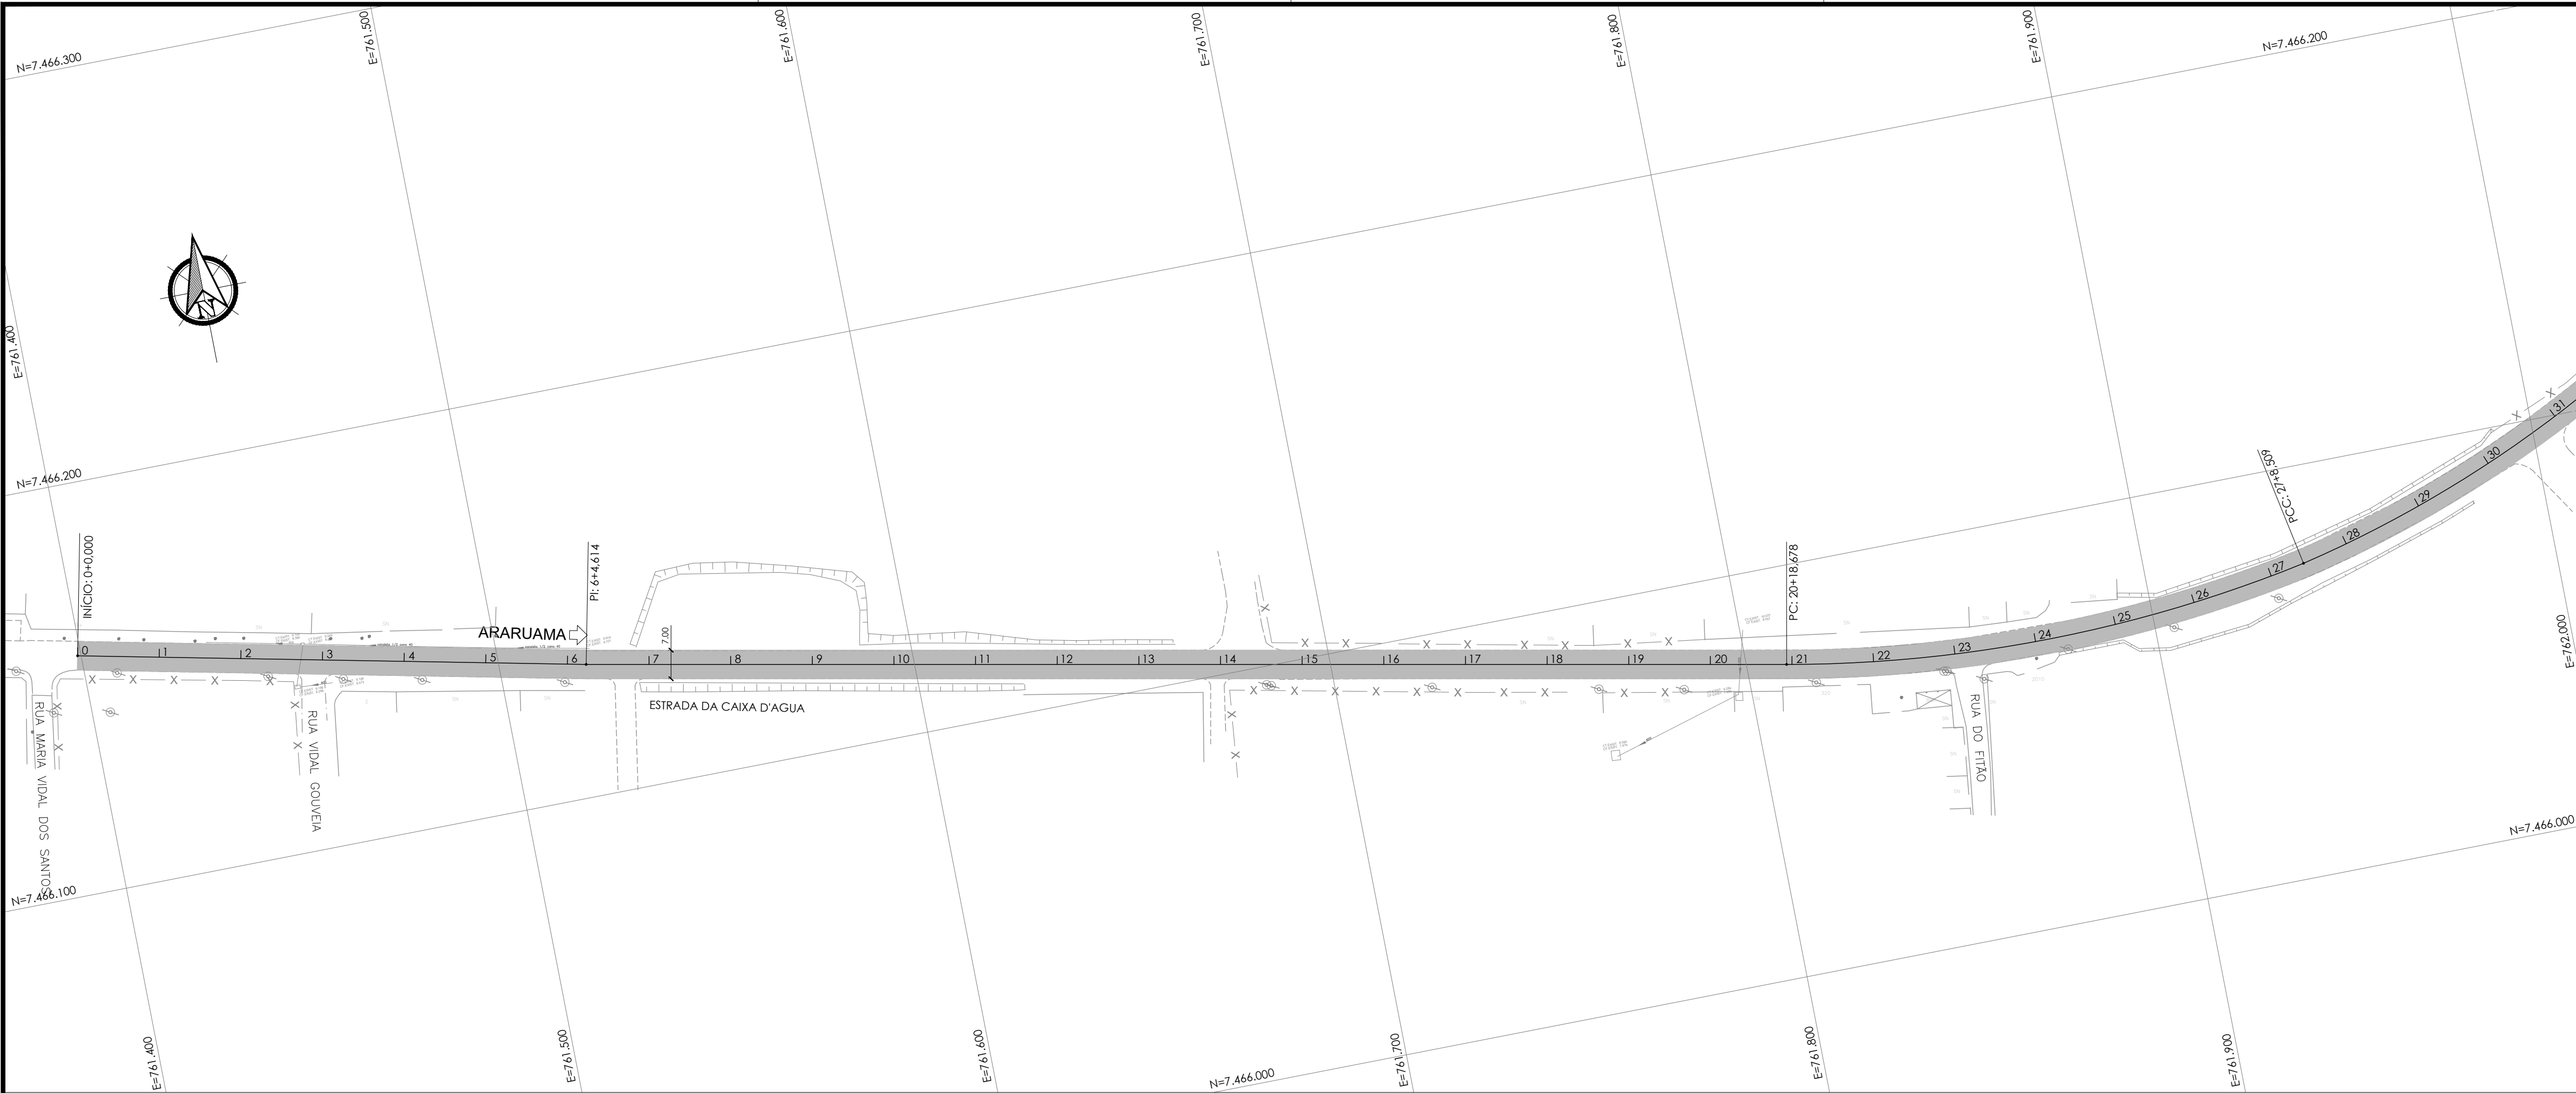 E=761.500
E=761.600
E=761.700
E=761.800
E=761.900
N=7.466.200
N=7.466.300
N
E=761.400
N=7.466.200
INÍCIO: 0+0,000
ARARUAMA
PI: 6+4,614
7.00
PC: 20+18,678
PCC: 27+8,509
0 1 2 3 4 5 6 7 8 9 10 11 12 13 14 15 16 17 18 19 20 21 22 23 24 25 26 27 28 29 30 31
E=762.000
ESTRADA DA CAIXA D'AGUA
RUA MARIA VIDAL DOS SANTOS
RUA VIDAL GOUVEIA
RUA DO FITÃO
N=7.466.000
N=7.466.100
E=761.400
E=761.500
E=761.600
N=7.466.000
E=761.700
E=761.800
E=761.900